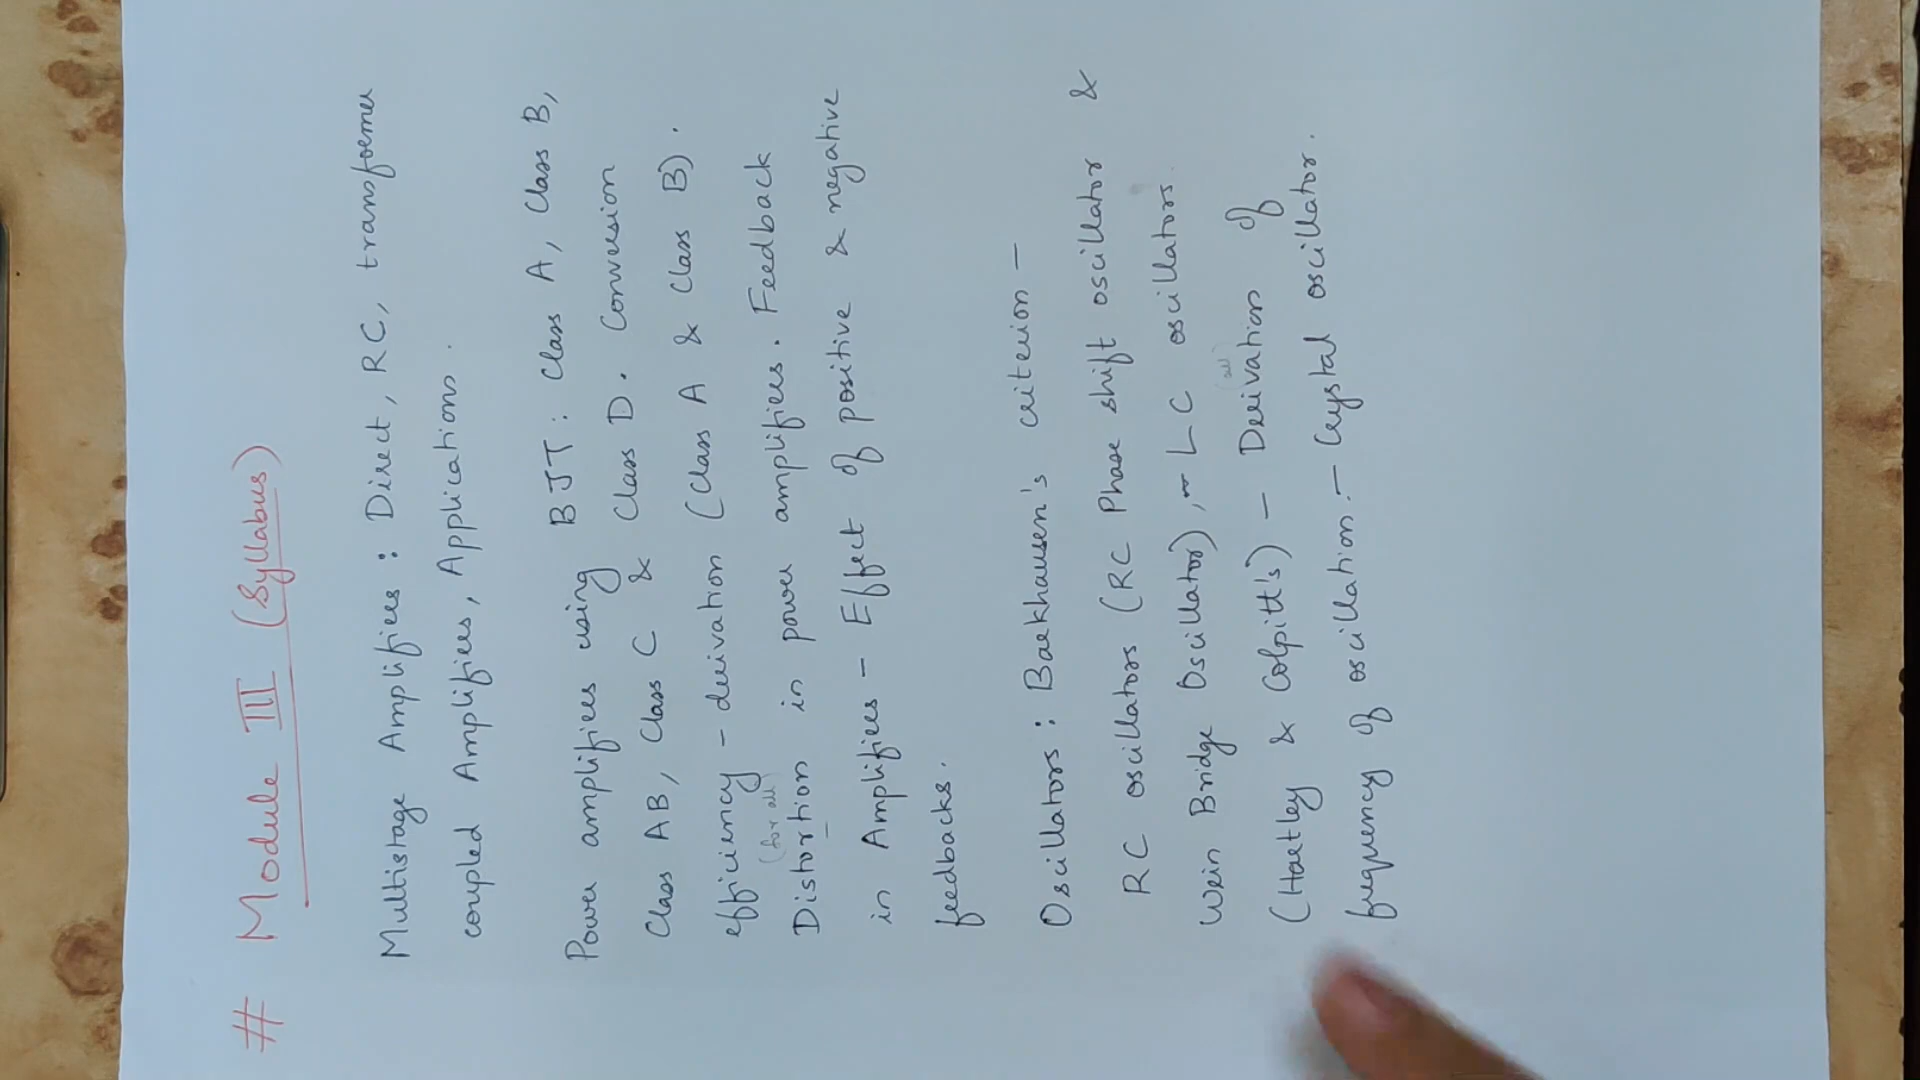 # Module III (Syllabus)
Multistage Amplifiers : Direct, RC, transformer
coupled Amplifiers, Applications.
Power amplifiers using BJT : Class A, Class B,
Class AB, Class C & Class D. Conversion
efficiency - derivation (Class A & Class B).
(for all)
Distortion in power amplifiers. Feedback
in Amplifiers - Effect of positive & negative
feedbacks.
Oscillators : Barkhausen's criterion -
RC oscillators (RC Phase shift oscillator &
Wein Bridge Oscillator), - LC oscillators.
(all)
(Hartley & Colpitt's) - Derivation of
frequency of oscillation. - Crystal oscillator.